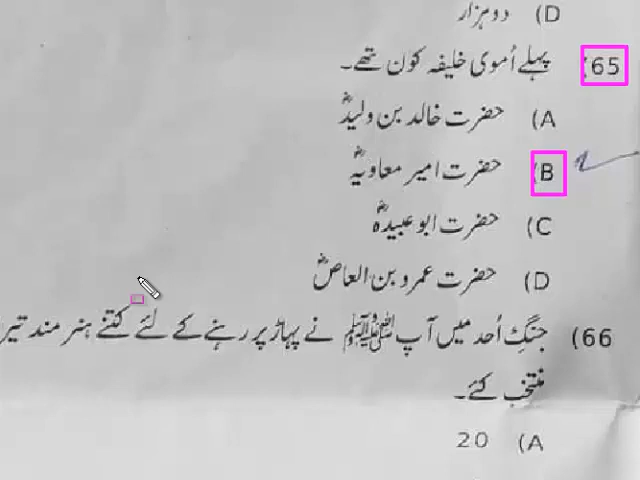 D) دو ہزار
65) پہلے اُموی خلیفہ کون تھے۔
A) حضرت خالد بن ولیدؓ
B) حضرت امیر معاویہؓ
C) حضرت ابو عبیدہؓ
D) حضرت عمرو بن العاصؓ
66) جنگِ اُحد میں آپ ﷺ نے پہاڑ پر رہنے کے لئے کتنے ہنر مند تیر
منتخب کئے۔
A) 20